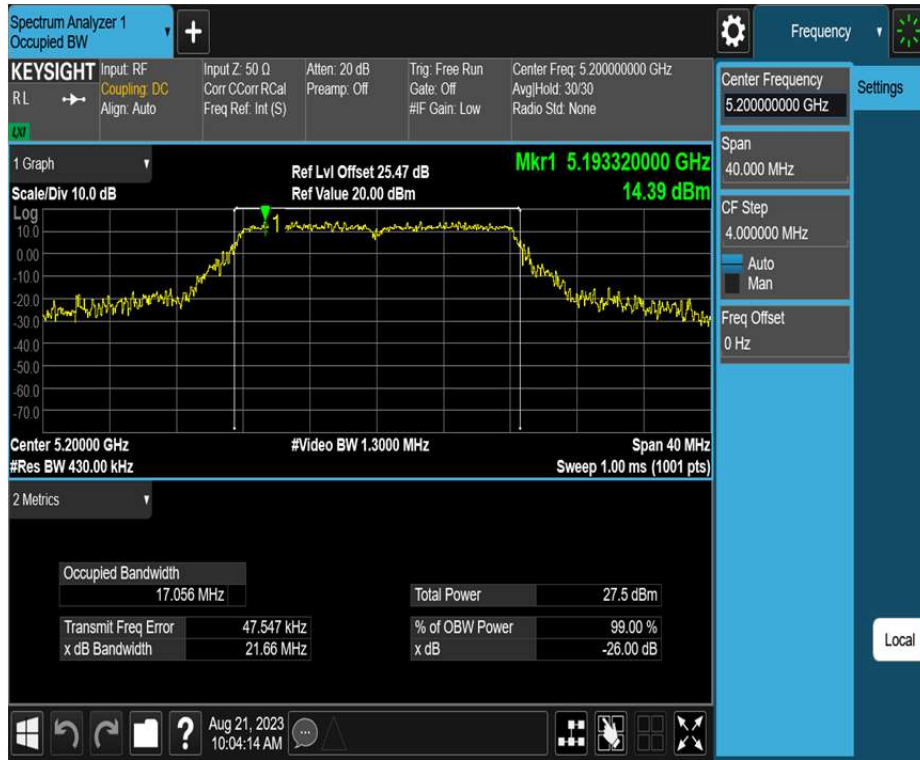 Spectrum Analyzer 1
Occupied BW
+
Frequency
KEYSIGHT
R L
LXI
Input: RF
Coupling: DC
Align: Auto
Input Z: 50 Ω
Corr CCorr RCal
Freq Ref: Int (S)
Atten: 20 dB
Preamp: Off
Trig: Free Run
Gate: Off
#IF Gain: Low
Center Freq: 5.200000000 GHz
Avg|Hold: 30/30
Radio Std: None
Center Frequency
5.200000000 GHz
Settings
Span
40.000 MHz
CF Step
4.000000 MHz
Auto
Man
Freq Offset
0 Hz
1 Graph
Scale/Div 10.0 dB
Ref Lvl Offset 25.47 dB
Ref Value 20.00 dBm
Mkr1 5.193320000 GHz
14.39 dBm
Log
10.0
0.00
-10.0
-20.0
-30.0
-40.0
-50.0
-60.0
-70.0
1
Center 5.20000 GHz
#Res BW 430.00 kHz
#Video BW 1.3000 MHz
Span 40 MHz
Sweep 1.00 ms (1001 pts)
2 Metrics
Occupied Bandwidth
17.056 MHz
Transmit Freq Error 47.547 kHz
x dB Bandwidth 21.66 MHz
Total Power 27.5 dBm
% of OBW Power 99.00 %
x dB -26.00 dB
Local
?
Aug 21, 2023
10:04:14 AM